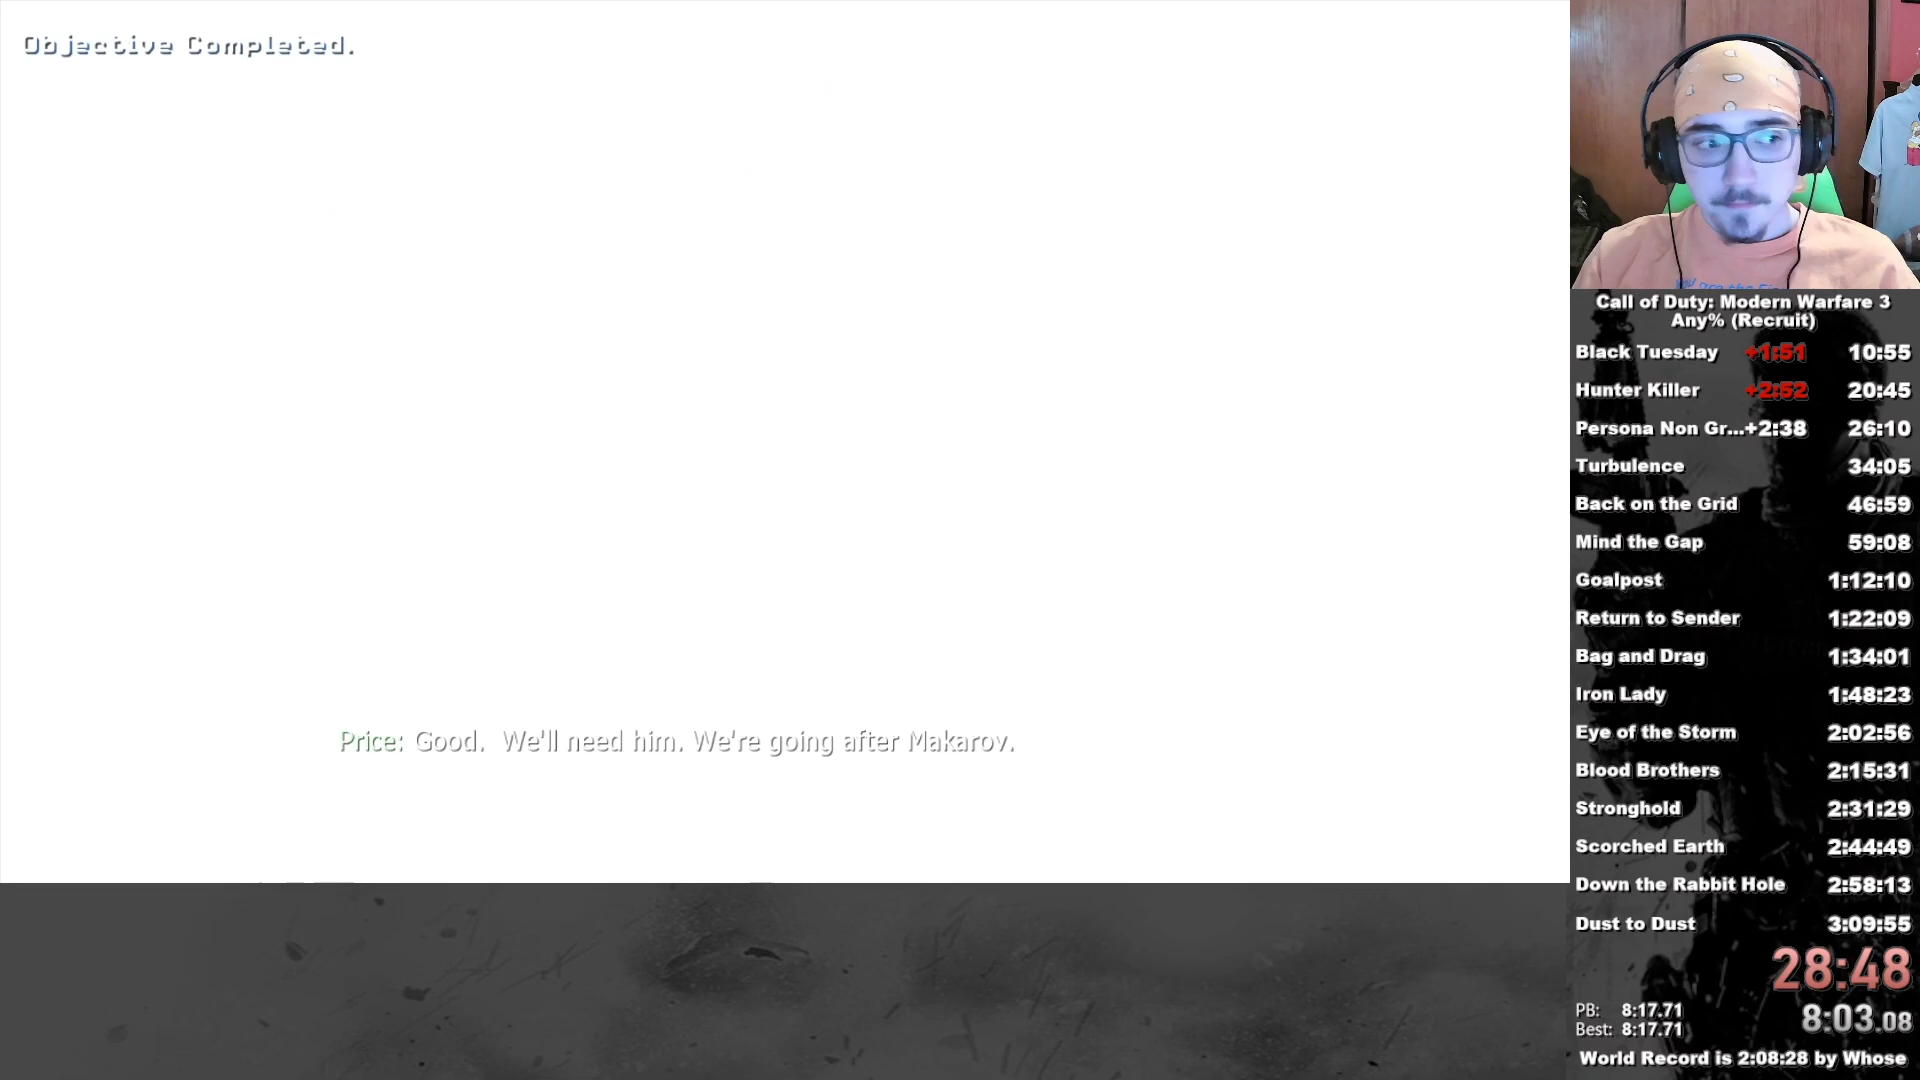 Objective Completed.
Price: Good. We'll need him. We're going after Makarov.
Call of Duty: Modern Warfare 3
Any% (Recruit)
Black Tuesday +1:51 10:55
Hunter Killer +2:52 20:45
Persona Non Gr...+2:38 26:10
Turbulence 34:05
Back on the Grid 46:59
Mind the Gap 59:08
Goalpost 1:12:10
Return to Sender 1:22:09
Bag and Drag 1:34:01
Iron Lady 1:48:23
Eye of the Storm 2:02:56
Blood Brothers 2:15:31
Stronghold 2:31:29
Scorched Earth 2:44:49
Down the Rabbit Hole 2:58:13
Dust to Dust 3:09:55
28:48
PB: 8:17.71
Best: 8:17.71
8:03.08
World Record is 2:08:28 by Whose